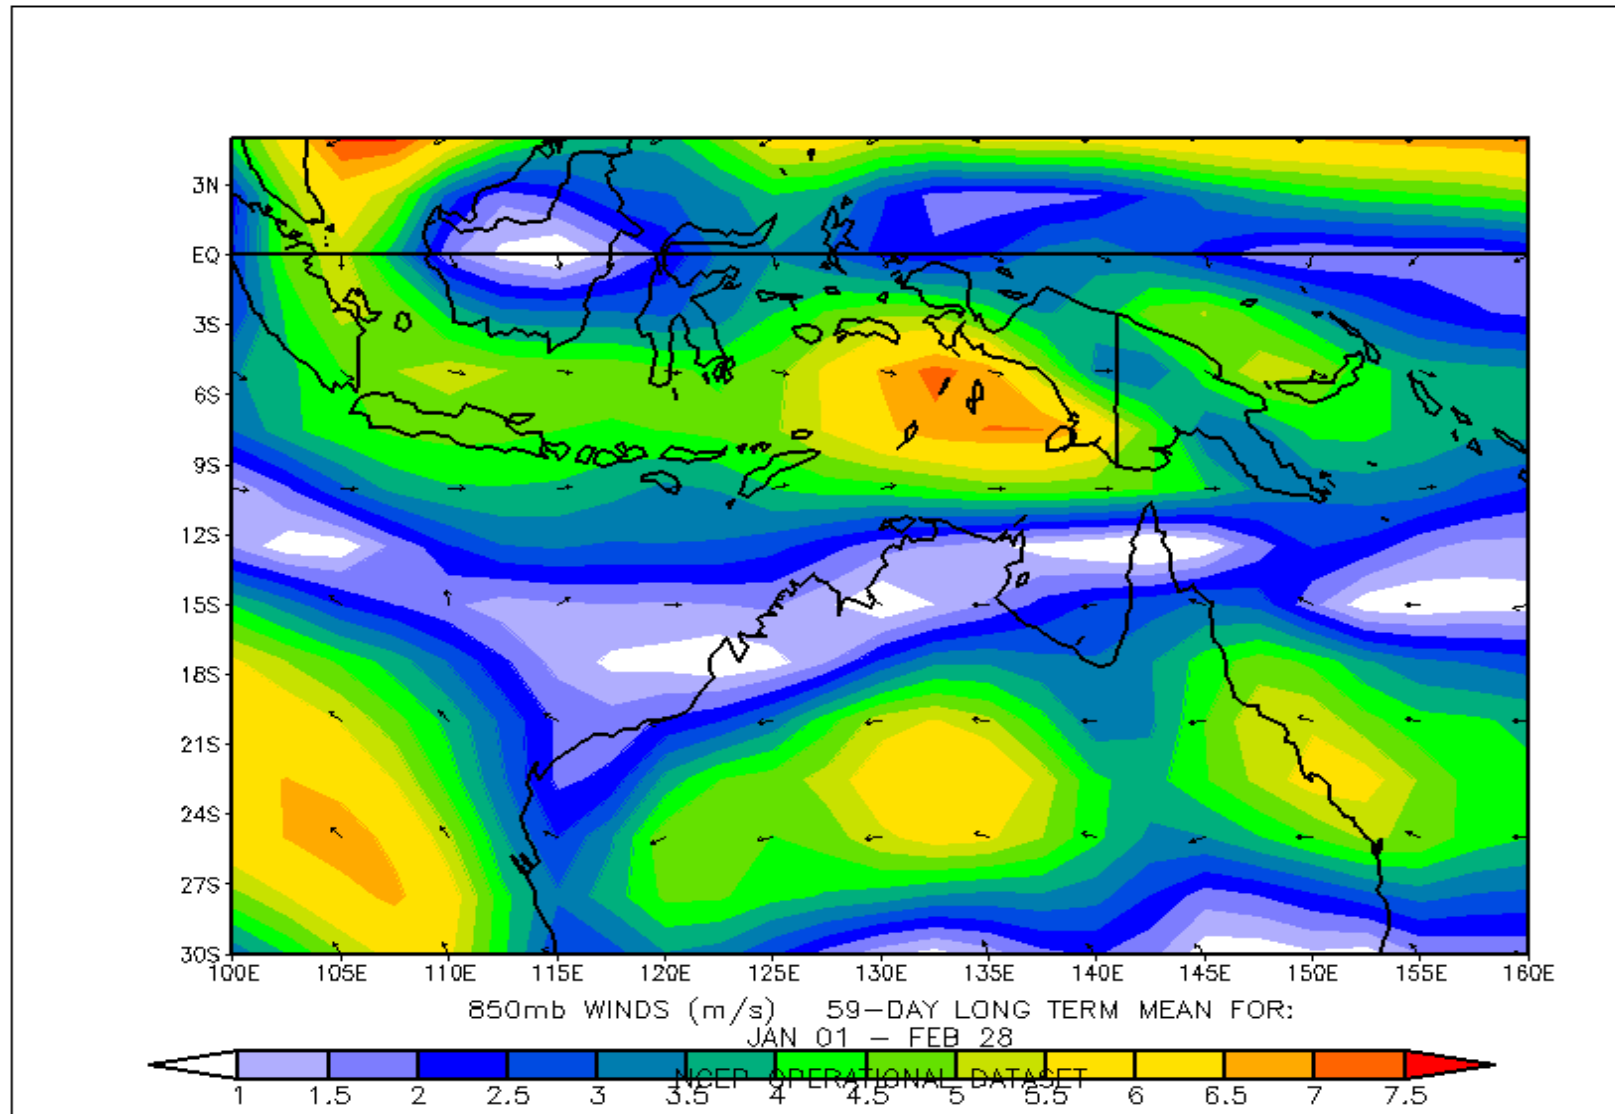 3N
EQ
3S
6S
9S
12S
15S
18S
21S
24S
27S
30S
100E 105E 110E 115E 120E 125E 130E 135E 140E 145E 150E 155E 160E
850mb WINDS (m/s) 59-DAY LONG TERM MEAN FOR:
JAN 01 - FEB 28
NCEP OPERATIONAL DATASET
1 1.5 2 2.5 3 3.5 4 4.5 5 5.5 6 6.5 7 7.5